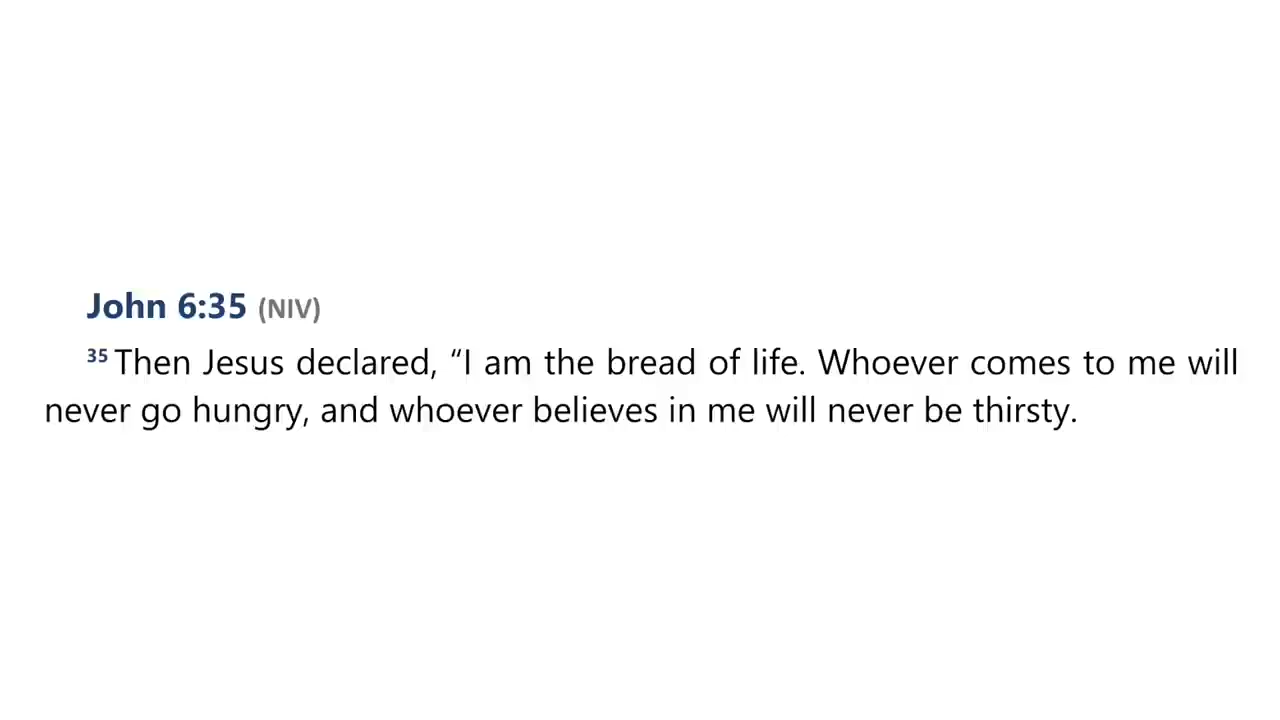 John 6:35 (NIV)
35 Then Jesus declared, “I am the bread of life. Whoever comes to me will
never go hungry, and whoever believes in me will never be thirsty.